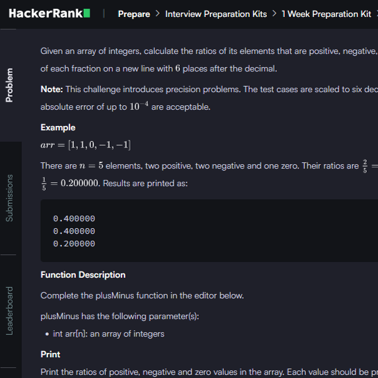 HackerRank | Prepare > Interview Preparation Kits > 1 Week Preparation Kit >
Problem
Submissions
Leaderboard
Given an array of integers, calculate the ratios of its elements that are positive, negative,
of each fraction on a new line with 6 places after the decimal.
Note: This challenge introduces precision problems. The test cases are scaled to six dec
absolute error of up to 10⁻⁴ are acceptable.
Example
arr = [1, 1, 0, −1, −1]
There are n = 5 elements, two positive, two negative and one zero. Their ratios are 2/5 =
1/5 = 0.200000. Results are printed as:
0.400000
0.400000
0.200000
Function Description
Complete the plusMinus function in the editor below.
plusMinus has the following parameter(s):
• int arr[n]: an array of integers
Print
Print the ratios of positive, negative and zero values in the array. Each value should be pr